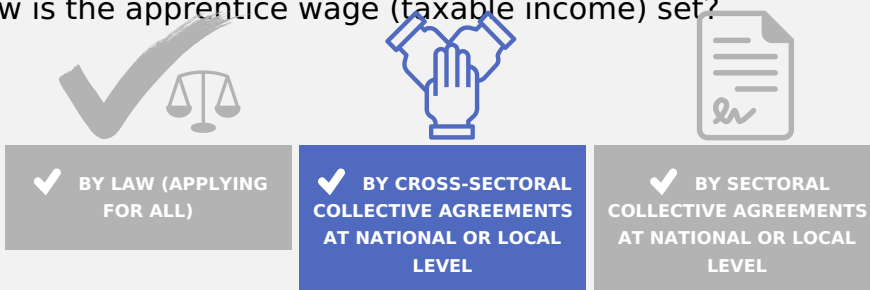 w is the apprentice wage (taxable income) set?
BY LAW (APPLYING
FOR ALL)
BY CROSS-SECTORAL
COLLECTIVE AGREEMENTS
AT NATIONAL OR LOCAL
LEVEL
BY SECTORAL
COLLECTIVE AGREEMENTS
AT NATIONAL OR LOCAL
LEVEL